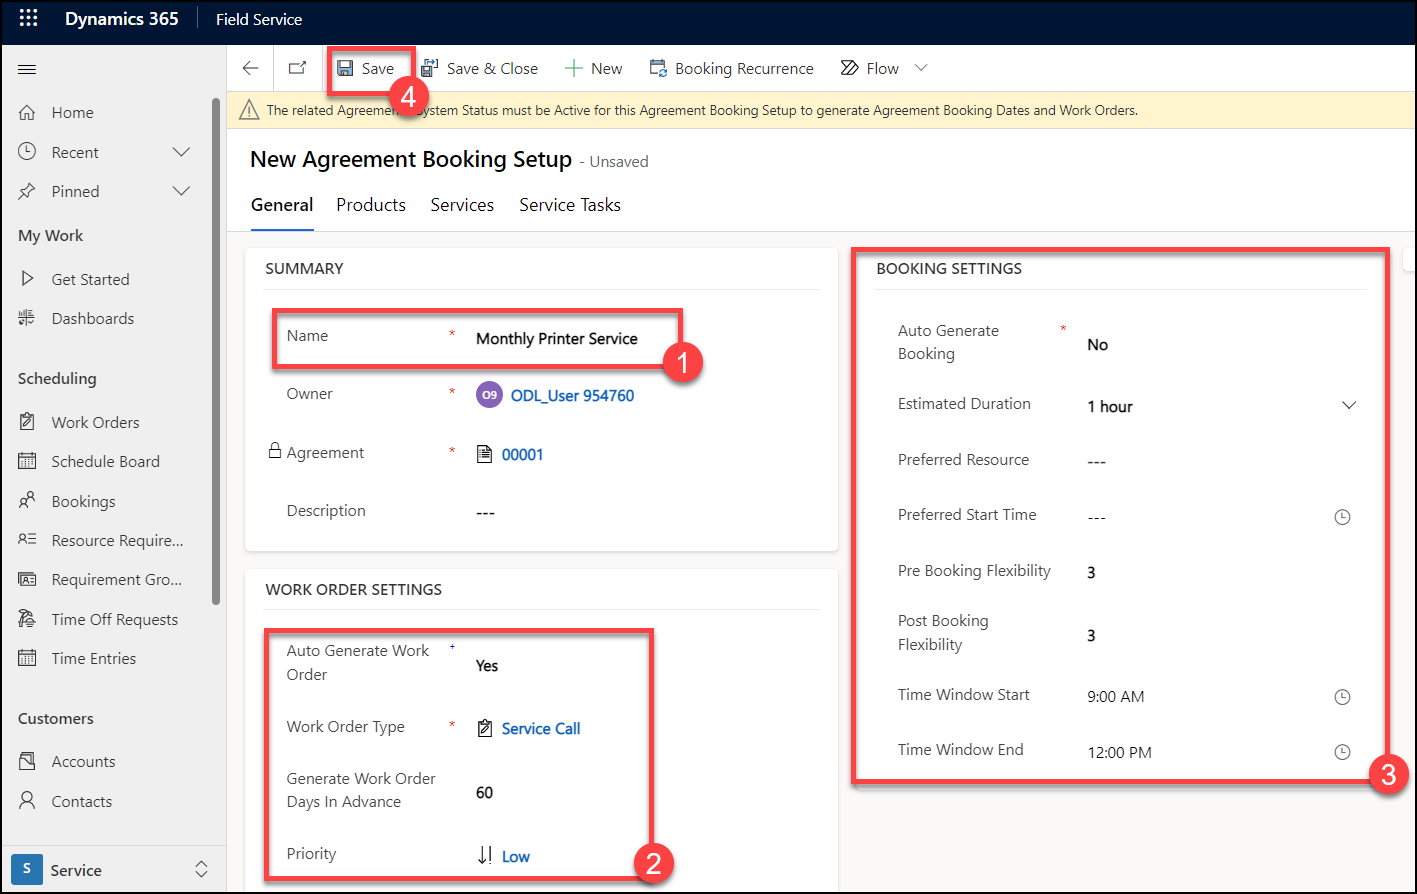 Dynamics 365
Field Service
Save
Save & Close
New
Booking Recurrence
Flow
4
The related Agreement System Status must be Active for this Agreement Booking Setup to generate Agreement Booking Dates and Work Orders.
Home
Recent
Pinned
My Work
Get Started
Dashboards
Scheduling
Work Orders
Schedule Board
Bookings
Resource Require...
Requirement Gro...
Time Off Requests
Time Entries
Customers
Accounts
Contacts
S
Service
New Agreement Booking Setup - Unsaved
General
Products
Services
Service Tasks
SUMMARY
Name * Monthly Printer Service
1
Owner * O9 ODL_User 954760
Agreement * 00001
Description ---
WORK ORDER SETTINGS
Auto Generate Work + 
Order
Yes
Work Order Type * Service Call
Generate Work Order
Days In Advance
60
Priority Low
2
BOOKING SETTINGS
Auto Generate *
Booking
No
Estimated Duration 1 hour
Preferred Resource ---
Preferred Start Time ---
Pre Booking Flexibility 3
Post Booking
Flexibility
3
Time Window Start 9:00 AM
Time Window End 12:00 PM
3